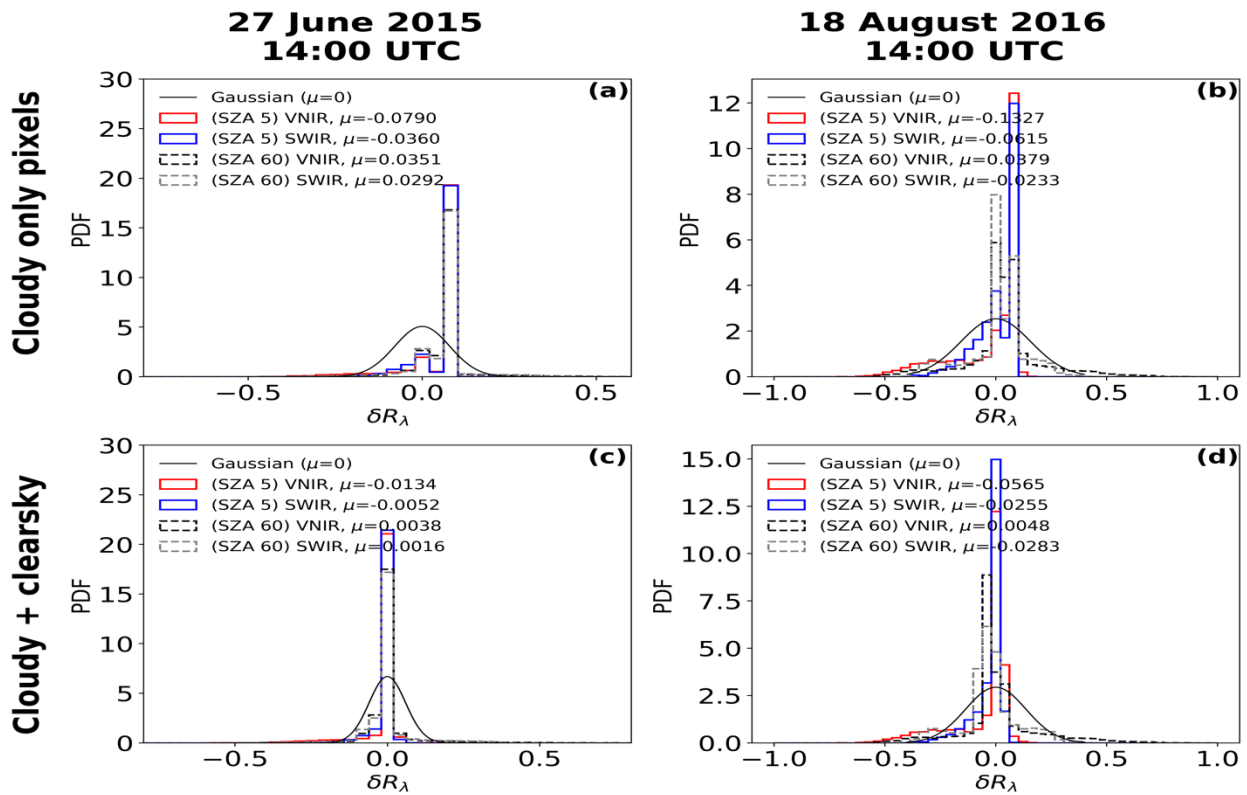 27 June 2015
14:00 UTC
18 August 2016
14:00 UTC
Cloudy only pixels
(a)
Gaussian (μ=0)
(SZA 5) VNIR, μ=-0.0790
(SZA 5) SWIR, μ=-0.0360
(SZA 60) VNIR, μ=0.0351
(SZA 60) SWIR, μ=0.0292
PDF
30
25
20
15
10
5
0
−0.5
0.0
0.5
δRλ
(b)
Gaussian (μ=0)
(SZA 5) VNIR, μ=-0.1327
(SZA 5) SWIR, μ=-0.0615
(SZA 60) VNIR, μ=0.0379
(SZA 60) SWIR, μ=-0.0233
PDF
12
10
8
6
4
2
0
−1.0
−0.5
0.0
0.5
1.0
δRλ
Cloudy + clearsky
(c)
Gaussian (μ=0)
(SZA 5) VNIR, μ=-0.0134
(SZA 5) SWIR, μ=-0.0052
(SZA 60) VNIR, μ=0.0038
(SZA 60) SWIR, μ=0.0016
PDF
30
25
20
15
10
5
0
−0.5
0.0
0.5
δRλ
(d)
Gaussian (μ=0)
(SZA 5) VNIR, μ=-0.0565
(SZA 5) SWIR, μ=-0.0255
(SZA 60) VNIR, μ=0.0048
(SZA 60) SWIR, μ=-0.0283
PDF
15.0
12.5
10.0
7.5
5.0
2.5
0.0
−1.0
−0.5
0.0
0.5
1.0
δRλ